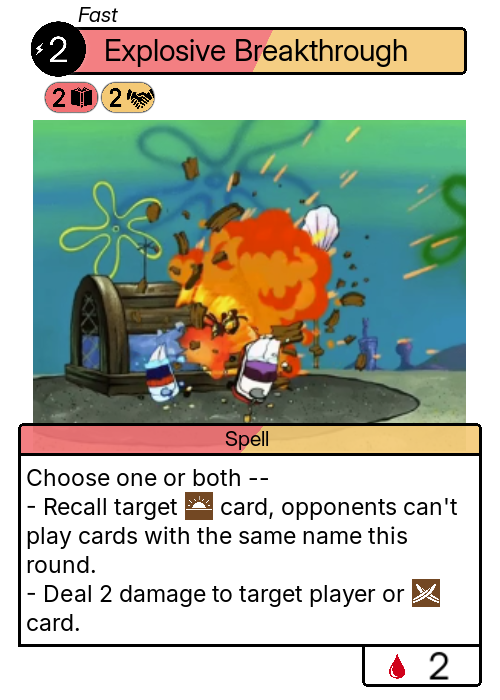 Fast
2 Explosive Breakthrough
2 2
Spell
Choose one or both --
- Recall target card, opponents can't
play cards with the same name this
round.
- Deal 2 damage to target player or
card.
2